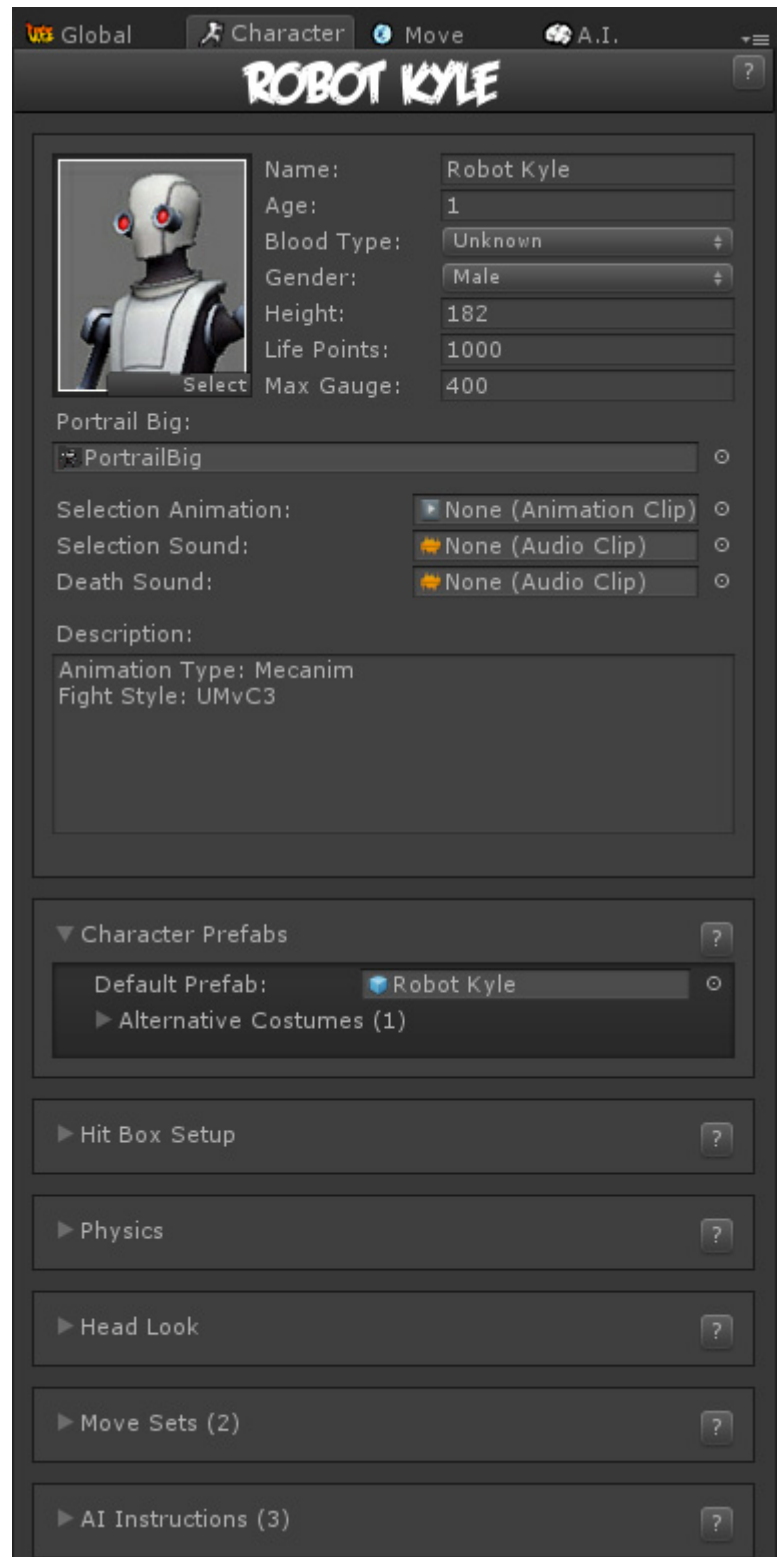 UFE Global Character Move A.I.
ROBOT KYLE ?
Name: Robot Kyle
Age: 1
Blood Type: Unknown
Gender: Male
Height: 182
Life Points: 1000
Select Max Gauge: 400
Portrail Big:
PortrailBig
Selection Animation: None (Animation Clip)
Selection Sound: None (Audio Clip)
Death Sound: None (Audio Clip)
Description:
Animation Type: Mecanim
Fight Style: UMvC3
Character Prefabs ?
Default Prefab: Robot Kyle
Alternative Costumes (1)
Hit Box Setup ?
Physics ?
Head Look ?
Move Sets (2) ?
AI Instructions (3) ?